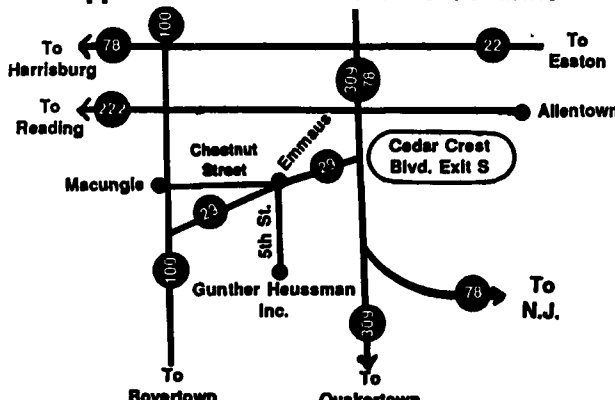 100
To
Harrisburg
78
22
To
Easton
309
78
To
Reading
222
Allentown
Chestnut
Street
Emmaus
29
Cedar Crest
Blvd. Exit S
Macungie
29
5th St.
100
Gunther Heussman
Inc.
78
To
N.J.
309
To
Boyertown
To
Quakertown